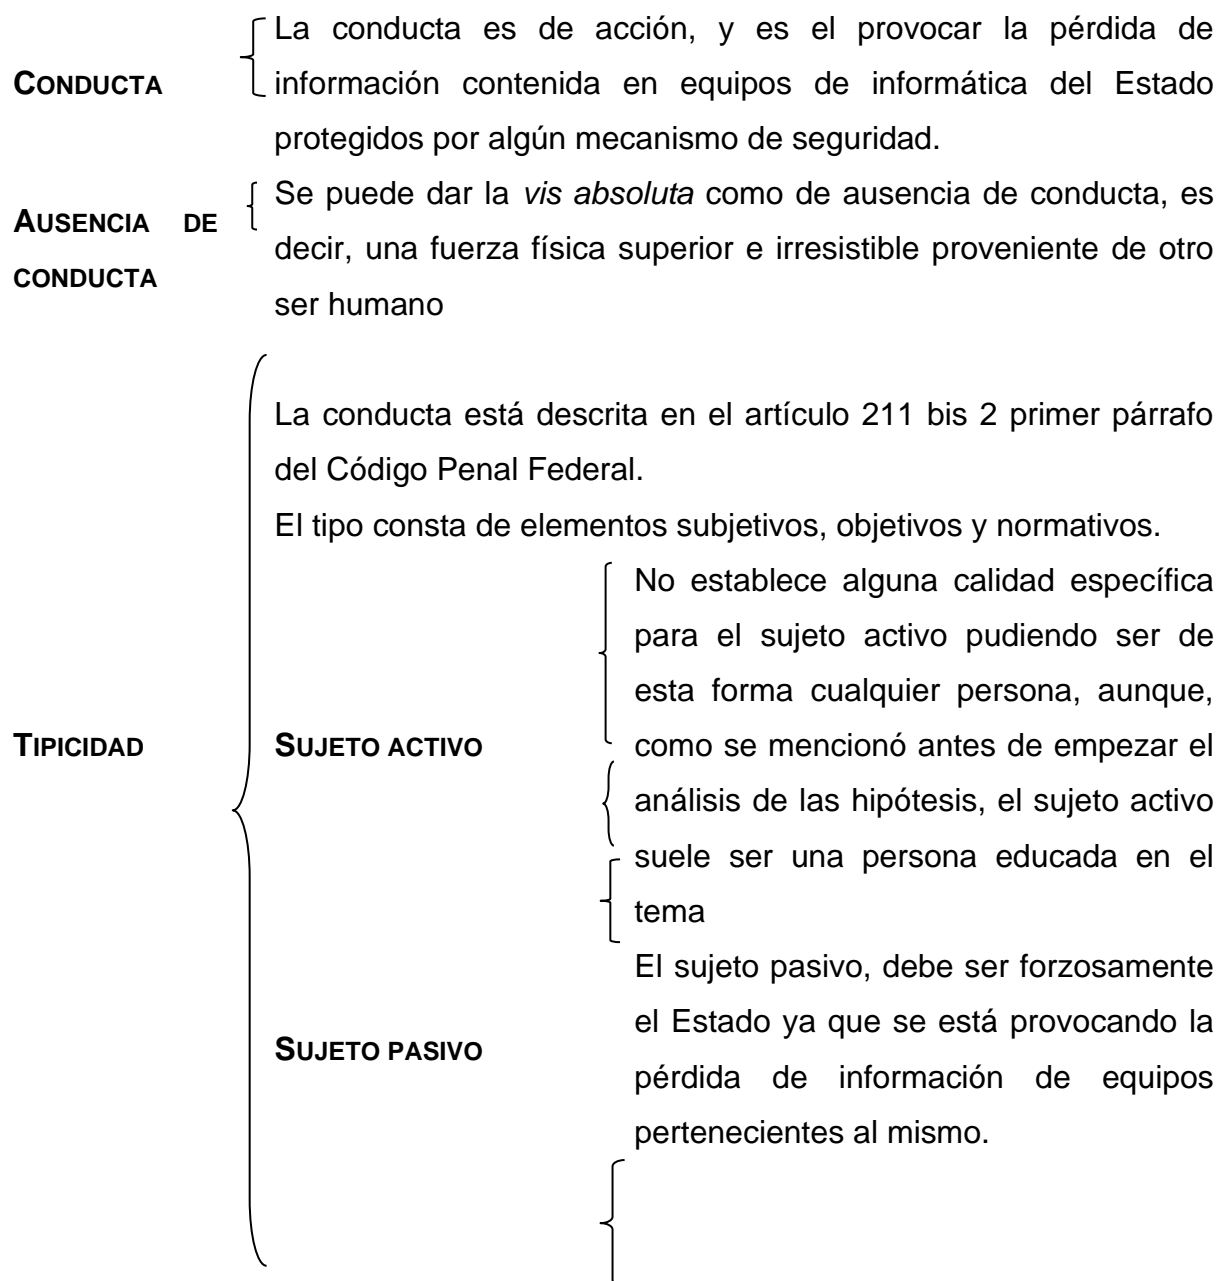 La conducta es de acción, y es el provocar la pérdida de
CONDUCTA
información contenida en equipos de informática del Estado
protegidos por algún mecanismo de seguridad.
Se puede dar la vis absoluta como de ausencia de conducta, es
AUSENCIA DE
decir, una fuerza física superior e irresistible proveniente de otro
CONDUCTA
ser humano
La conducta está descrita en el artículo 211 bis 2 primer párrafo
del Código Penal Federal.
El tipo consta de elementos subjetivos, objetivos y normativos.
No establece alguna calidad específica
para el sujeto activo pudiendo ser de
esta forma cualquier persona, aunque,
TIPICIDAD
SUJETO ACTIVO
como se mencionó antes de empezar el
análisis de las hipótesis, el sujeto activo
suele ser una persona educada en el
tema
El sujeto pasivo, debe ser forzosamente
el Estado ya que se está provocando la
SUJETO PASIVO
pérdida de información de equipos
pertenecientes al mismo.